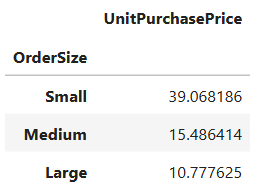 UnitPurchasePrice
OrderSize
Small 39.068186
Medium 15.486414
Large 10.777625